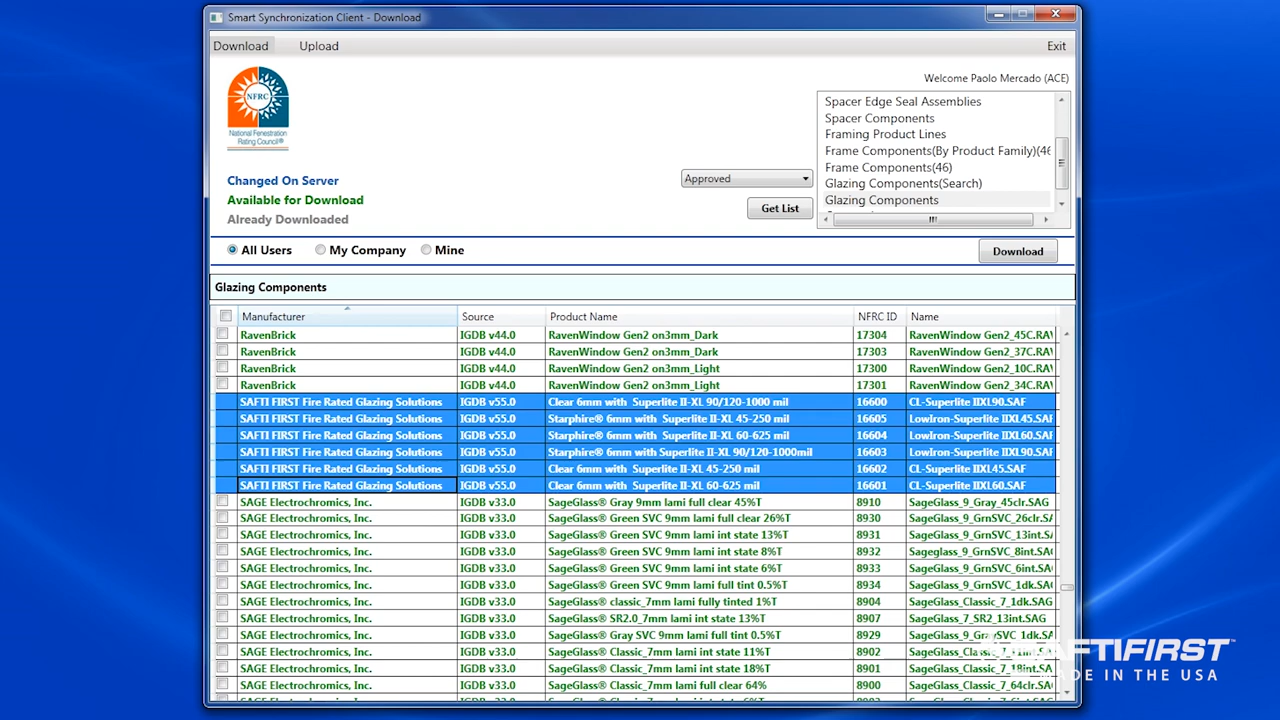 Smart Synchronization Client - Download
Download Upload Exit
Welcome Paolo Mercado (ACE)
NFRC
National Fenestration
Rating Council®
Spacer Edge Seal Assemblies
Spacer Components
Framing Product Lines
Frame Components(By Product Family)(46
Frame Components(46)
Glazing Components(Search)
Glazing Components
Changed On Server
Available for Download
Already Downloaded
Approved
Get List
All Users My Company Mine
Download
Glazing Components
Manufacturer Source Product Name NFRC ID Name
RavenBrick IGDB v44.0 RavenWindow Gen2 on3mm_Dark 17304 RavenWindow Gen2_45C.RAV
RavenBrick IGDB v44.0 RavenWindow Gen2 on3mm_Dark 17303 RavenWindow Gen2_37C.RAV
RavenBrick IGDB v44.0 RavenWindow Gen2 on3mm_Light 17300 RavenWindow Gen2_10C.RAV
RavenBrick IGDB v44.0 RavenWindow Gen2 on3mm_Light 17301 RavenWindow Gen2_34C.RAV
SAFTI FIRST Fire Rated Glazing Solutions IGDB v55.0 Clear 6mm with Superlite II-XL 90/120-1000 mil 16600 CL-Superlite IIXL90.SAF
SAFTI FIRST Fire Rated Glazing Solutions IGDB v55.0 Starphire® 6mm with Superlite II-XL 45-250 mil 16605 LowIron-Superlite IIXL45.SAF
SAFTI FIRST Fire Rated Glazing Solutions IGDB v55.0 Starphire® 6mm with Superlite II-XL 60-625 mil 16604 LowIron-Superlite IIXL60.SAF
SAFTI FIRST Fire Rated Glazing Solutions IGDB v55.0 Starphire® 6mm with Superlite II-XL 90/120-1000mil 16603 LowIron-Superlite IIXL90.SAF
SAFTI FIRST Fire Rated Glazing Solutions IGDB v55.0 Clear 6mm with Superlite II-XL 45-250 mil 16602 CL-Superlite IIXL45.SAF
SAFTI FIRST Fire Rated Glazing Solutions IGDB v55.0 Clear 6mm with Superlite II-XL 60-625 mil 16601 CL-Superlite IIXL60.SAF
SAGE Electrochromics, Inc. IGDB v33.0 SageGlass® Gray 9mm lami full clear 45%T 8910 SageGlass_9_Gray_45clr.SAG
SAGE Electrochromics, Inc. IGDB v33.0 SageGlass® Green SVC 9mm lami full clear 26%T 8930 SageGlass_9_GrnSVC_26clr.SA
SAGE Electrochromics, Inc. IGDB v33.0 SageGlass® Green SVC 9mm lami int state 13%T 8931 SageGlass_9_GrnSVC_13int.SA
SAGE Electrochromics, Inc. IGDB v33.0 SageGlass® Green SVC 9mm lami int state 8%T 8932 Sageglass_9_GrnSVC_8int.SAG
SAGE Electrochromics, Inc. IGDB v33.0 SageGlass® Green SVC 9mm lami int state 6%T 8933 SageGlass_9_GrnSVC_6int.SAG
SAGE Electrochromics, Inc. IGDB v33.0 SageGlass® Green SVC 9mm lami full tint 0.5%T 8934 SageGlass_9_GrnSVC_1dk.SAG
SAGE Electrochromics, Inc. IGDB v33.0 SageGlass® classic_7mm lami fully tinted 1%T 8904 SageGlass_Classic_7_1dk.SAG
SAGE Electrochromics, Inc. IGDB v33.0 SageGlass® SR2.0_7mm lami int state 13%T 8907 SageGlass_7_SR2_13int.SAG
SAGE Electrochromics, Inc. IGDB v33.0 SageGlass® Gray SVC 9mm lami full tint 0.5%T 8929 SageGlass_9_GraySVC_1dk.SA
SAGE Electrochromics, Inc. IGDB v33.0 SageGlass® Classic_7mm lami int state 11%T 8902
SAGE Electrochromics, Inc. IGDB v33.0 SageGlass® Classic_7mm lami int state 18%T 8901
SAGE Electrochromics, Inc. IGDB v33.0 SageGlass® Classic_7mm lami full clear 64% 8900 SageGlass_Classic_7_64clr.SAG
SAFTIFIRST™
MADE IN THE USA